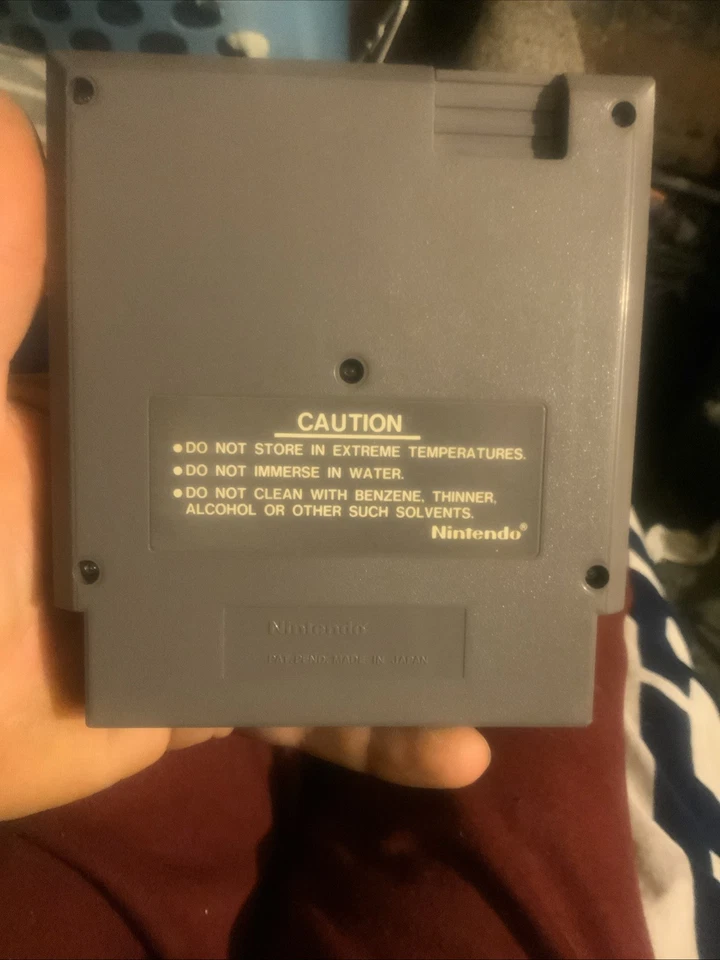 CAUTION
●DO NOT STORE IN EXTREME TEMPERATURES.
●DO NOT IMMERSE IN WATER.
●DO NOT CLEAN WITH BENZENE, THINNER,
ALCOHOL OR OTHER SUCH SOLVENTS.
Nintendo®
Nintendo
PAT. PEND. MADE IN JAPAN